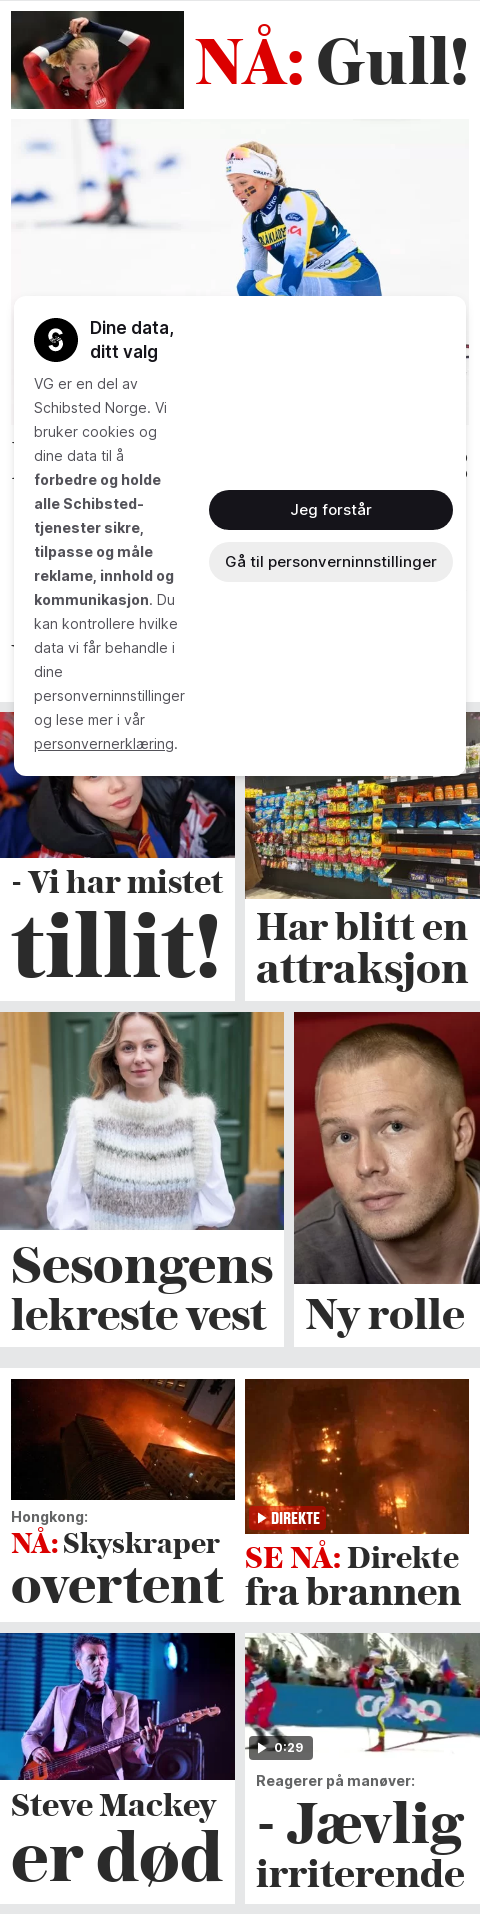 NÅ: Gull!
Dine data,
ditt valg
VG er en del av
Schibsted Norge. Vi
bruker cookies og
dine data til å
forbedre og holde
alle Schibsted-
tjenester sikre,
tilpasse og måle
reklame, innhold og
kommunikasjon. Du
kan kontrollere hvilke
data vi får behandle i
dine
personverninnstillinger
og lese mer i vår
personvernerklæring.
Jeg forstår
Gå til personverninnstillinger
- Vi har mistet
tillit!
Har blitt en
attraksjon
Sesongens
lekreste vest
Ny rolle
Hongkong:
NÅ: Skyskraper
overtent
DIREKTE
SE NÅ: Direkte
fra brannen
Steve Mackey
er død
0:29
Reagerer på manøver:
- Jævlig
irriterende